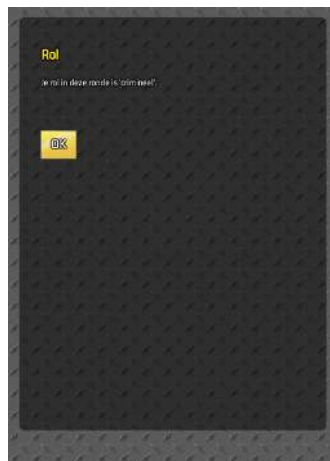 Rol
Je rol in deze ronde is 'crimineel'.
OK